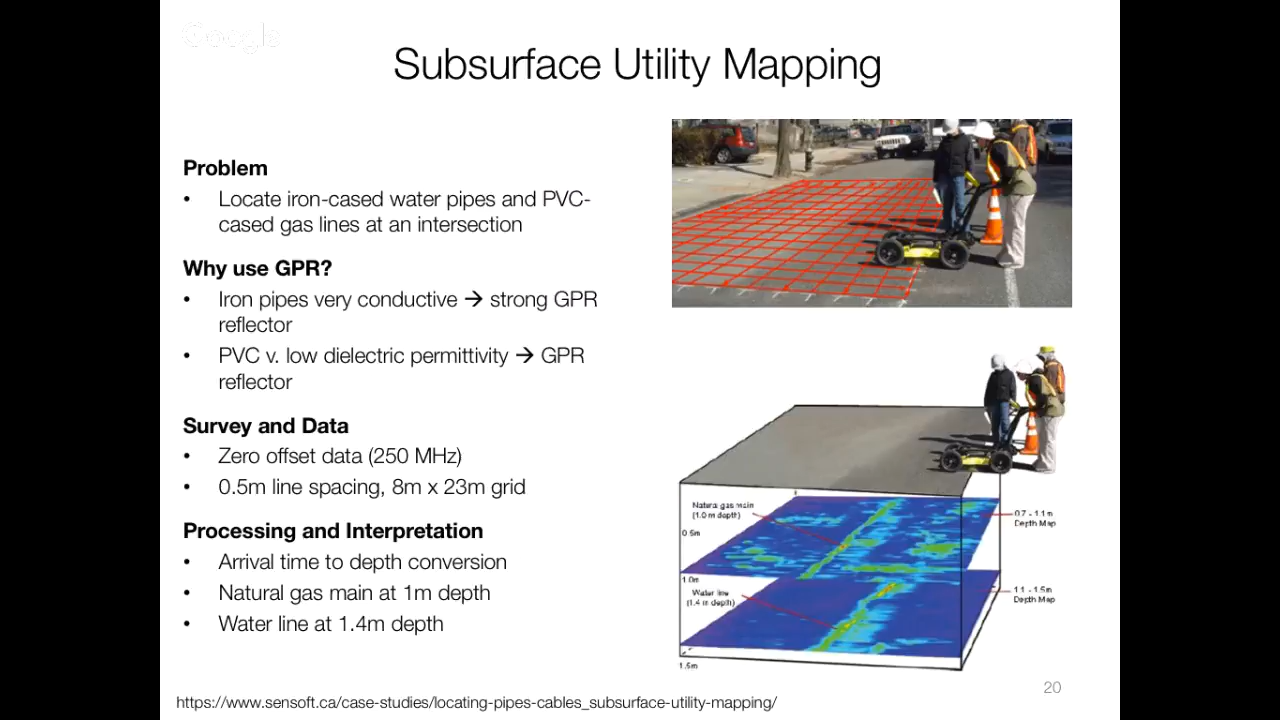 Google
Subsurface Utility Mapping
Problem
• Locate iron-cased water pipes and PVC-
cased gas lines at an intersection
Why use GPR?
• Iron pipes very conductive → strong GPR
reflector
• PVC v. low dielectric permittivity → GPR
reflector
Survey and Data
• Zero offset data (250 MHz)
• 0.5m line spacing, 8m x 23m grid
Processing and Interpretation
• Arrival time to depth conversion
• Natural gas main at 1m depth
• Water line at 1.4m depth
Natural gas main
(1.0 m depth)
0.5m
0.7 - 1.1m
Depth Map
1.0m
Water line
(1.4 m depth)
1.1 - 1.5m
Depth Map
1.5m
20
https://www.sensoft.ca/case-studies/locating-pipes-cables_subsurface-utility-mapping/